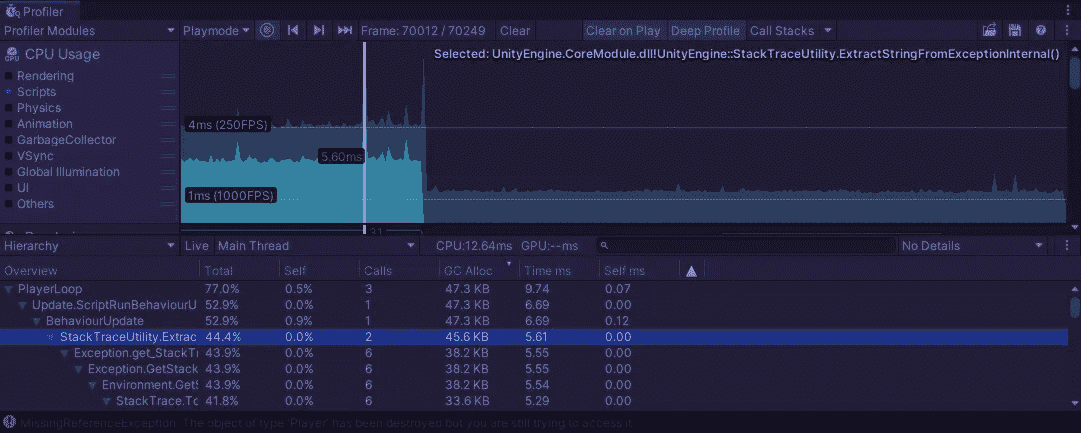 Profiler
Profiler Modules Playmode Frame: 70012 / 70249 Clear Clear on Play Deep Profile Call Stacks
CPU Usage
Selected: UnityEngine.CoreModule.dll!UnityEngine::StackTraceUtility.ExtractStringFromExceptionInternal()
Rendering
Scripts
Physics
Animation
GarbageCollector
VSync
Global Illumination
UI
Others
4ms (250FPS)
5.60ms
1ms (1000FPS)
31
Hierarchy Live Main Thread CPU:12.64ms GPU:--ms No Details
Overview Total Self Calls GC Alloc Time ms Self ms
PlayerLoop 77.0% 0.5% 3 47.3 KB 9.74 0.07
Update.ScriptRunBehaviourU 52.9% 0.0% 1 47.3 KB 6.69 0.00
BehaviourUpdate 52.9% 0.9% 1 47.3 KB 6.69 0.12
StackTraceUtility.Extrac 44.4% 0.0% 2 45.6 KB 5.61 0.00
Exception.get_StackTr 43.9% 0.0% 6 38.2 KB 5.55 0.00
Exception.GetStack 43.9% 0.0% 6 38.2 KB 5.55 0.00
Environment.GetS 43.9% 0.0% 6 38.2 KB 5.54 0.00
StackTrace.To 41.8% 0.0% 6 33.6 KB 5.29 0.00
MissingReferenceException: The object of type 'Player' has been destroyed but you are still trying to access it